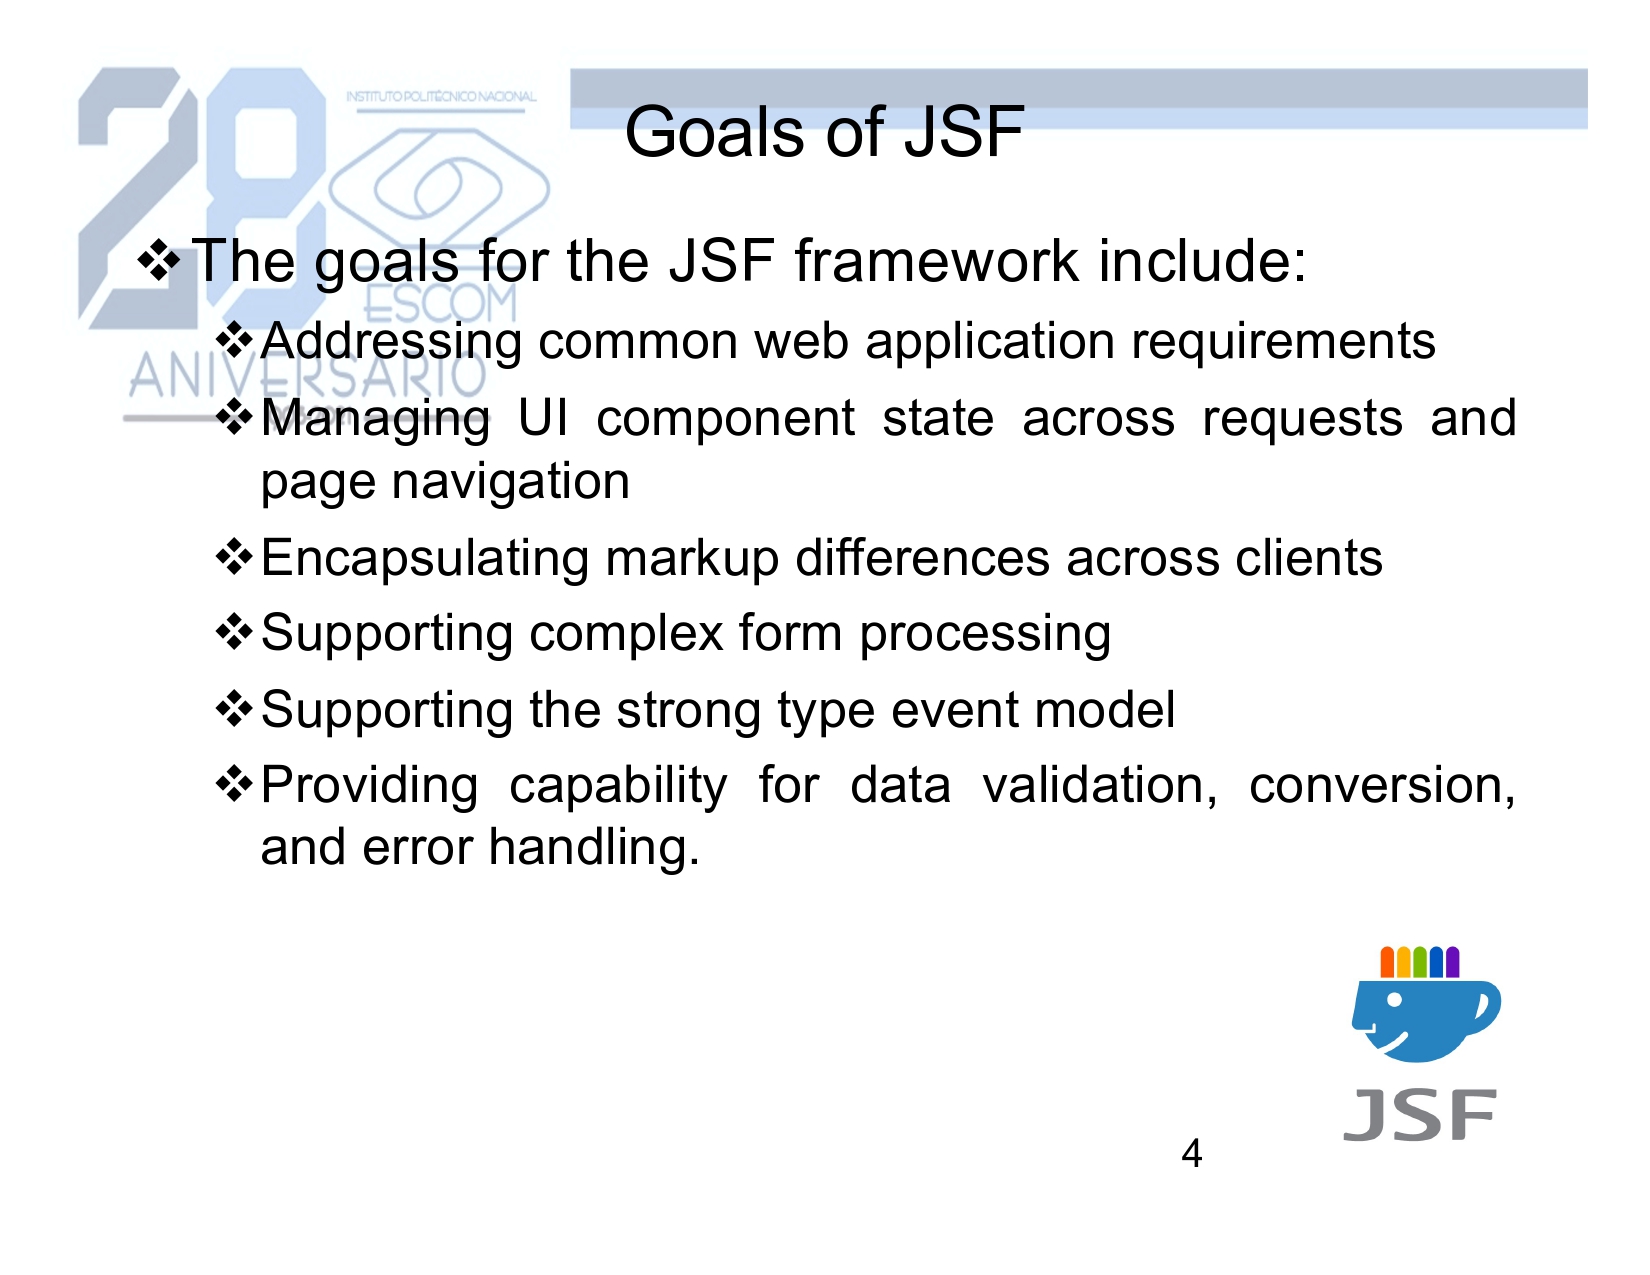 INSTITUTO POLITÉCNICO NACIONAL
Goals of JSF
❖The goals for the JSF framework include:
ESCOM
❖Addressing common web application requirements
ANIVERSARIO
❖Managing UI component state across requests and
page navigation
❖Encapsulating markup differences across clients
❖Supporting complex form processing
❖Supporting the strong type event model
❖Providing capability for data validation, conversion,
and error handling.
JSF
4